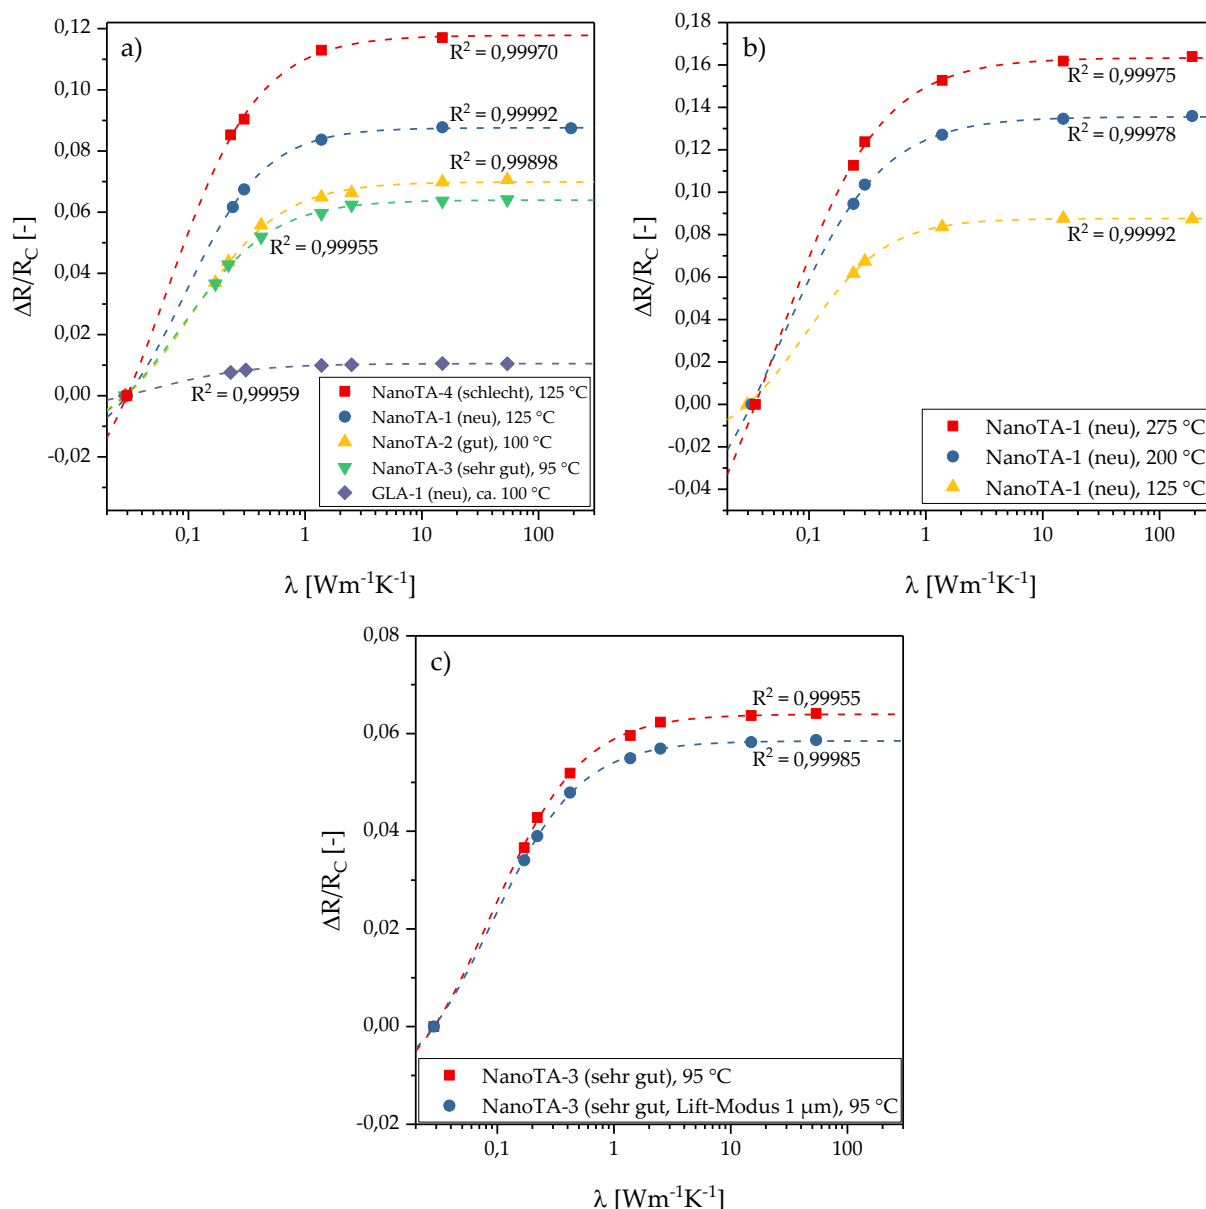 a)
0,12
0,10
0,08
0,06
0,04
0,02
0,00
-0,02
ΔR/R_C [-]
R² = 0,99970
R² = 0,99992
R² = 0,99898
R² = 0,99955
R² = 0,99959
NanoTA-4 (schlecht), 125 °C
NanoTA-1 (neu), 125 °C
NanoTA-2 (gut), 100 °C
NanoTA-3 (sehr gut), 95 °C
GLA-1 (neu), ca. 100 °C
0,1 1 10 100
λ [Wm⁻¹K⁻¹]
b)
0,18
0,16
0,14
0,12
0,10
0,08
0,06
0,04
0,02
0,00
-0,02
-0,04
ΔR/R_C [-]
R² = 0,99975
R² = 0,99978
R² = 0,99992
NanoTA-1 (neu), 275 °C
NanoTA-1 (neu), 200 °C
NanoTA-1 (neu), 125 °C
0,1 1 10 100
λ [Wm⁻¹K⁻¹]
c)
0,08
0,06
0,04
0,02
0,00
-0,02
ΔR/R_C [-]
R² = 0,99955
R² = 0,99985
NanoTA-3 (sehr gut), 95 °C
NanoTA-3 (sehr gut, Lift-Modus 1 µm), 95 °C
0,1 1 10 100
λ [Wm⁻¹K⁻¹]